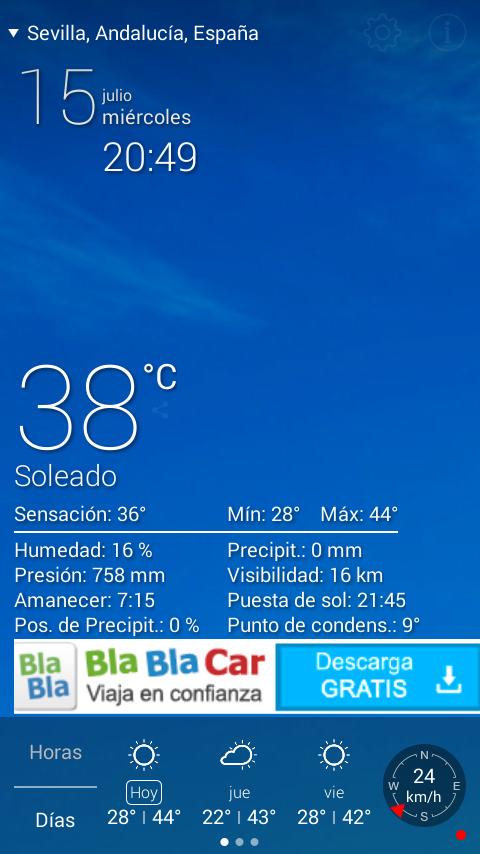 Sevilla, Andalucía, España
15 julio
miércoles
20:49
38 °C
Soleado
Sensación: 36° Mín: 28° Máx: 44°
Humedad: 16 % Precipit.: 0 mm
Presión: 758 mm Visibilidad: 16 km
Amanecer: 7:15 Puesta de sol: 21:45
Pos. de Precipit.: 0 % Punto de condens.: 9°
Bla Bla
Bla Bla Car
Viaja en confianza
Descarga
GRATIS
Horas
Días
Hoy jue vie
28° | 44° 22° | 43° 28° | 42°
N
W E
S
24
km/h